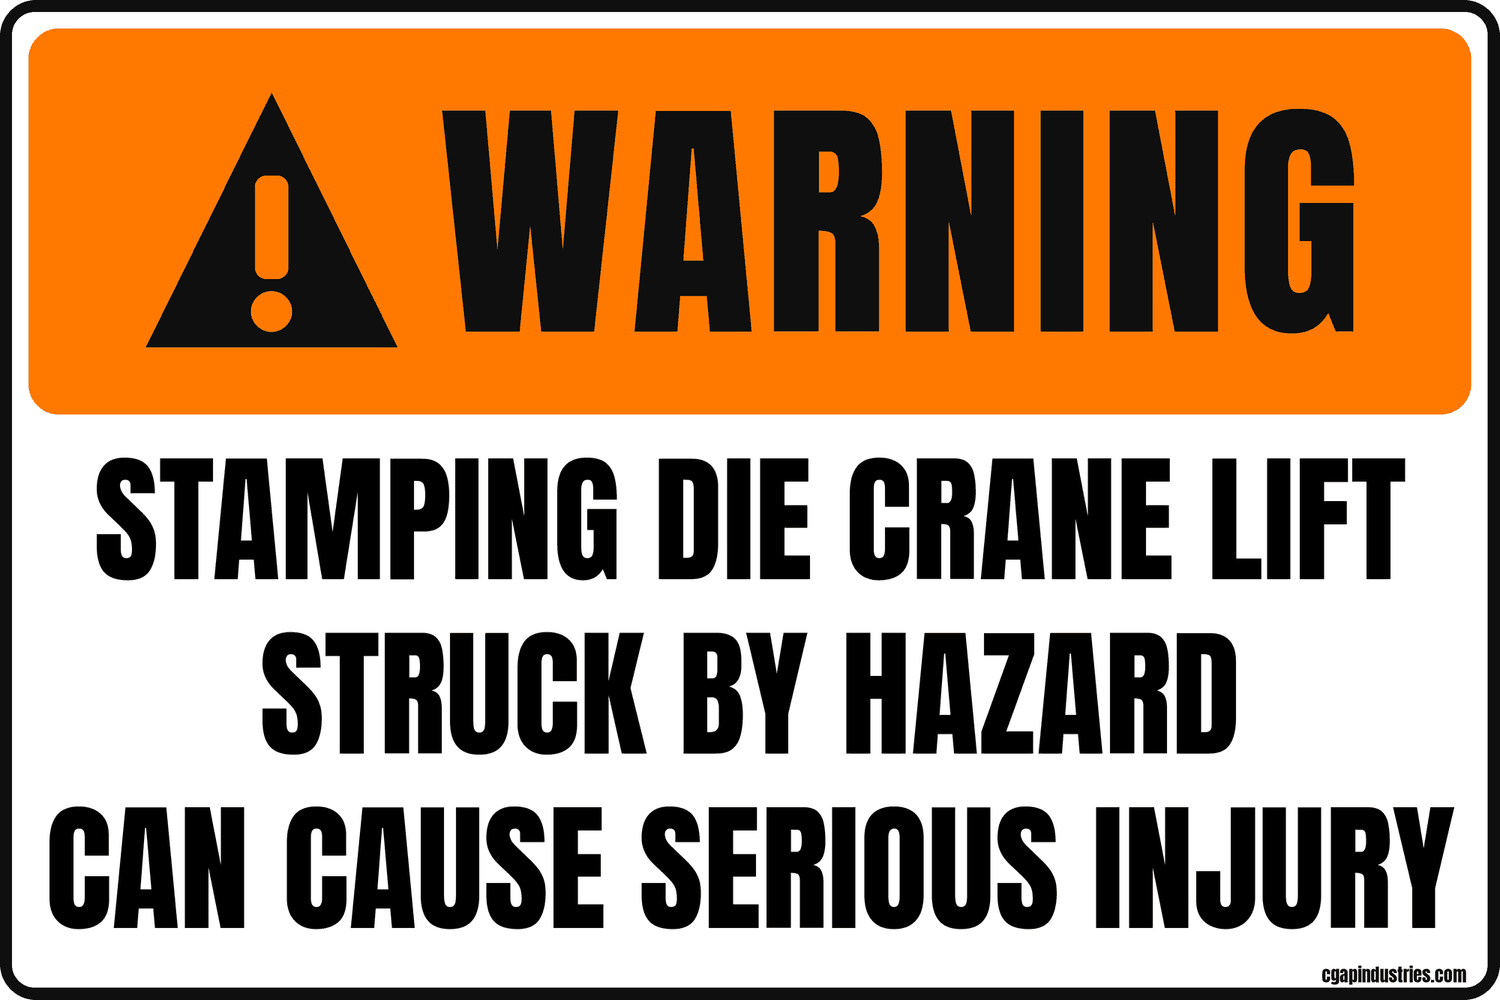 WARNING
STAMPING DIE CRANE LIFT
STRUCK BY HAZARD
CAN CAUSE SERIOUS INJURY
cgapindustries.com